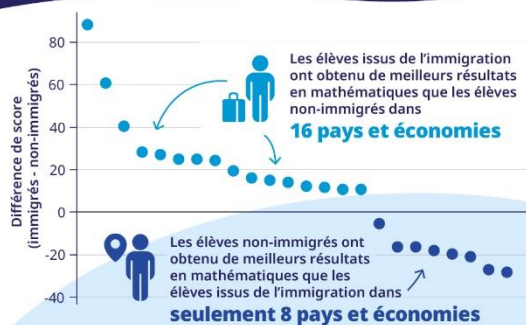 Différence de score
(immigrés - non-immigrés)
80
60
40
20
0
-20
-40
Les élèves issus de l’immigration
ont obtenu de meilleurs résultats
en mathématiques que les élèves
non-immigrés dans
16 pays et économies
Les élèves non-immigrés ont
obtenu de meilleurs résultats
en mathématiques que les
élèves issus de l’immigration dans
seulement 8 pays et économies